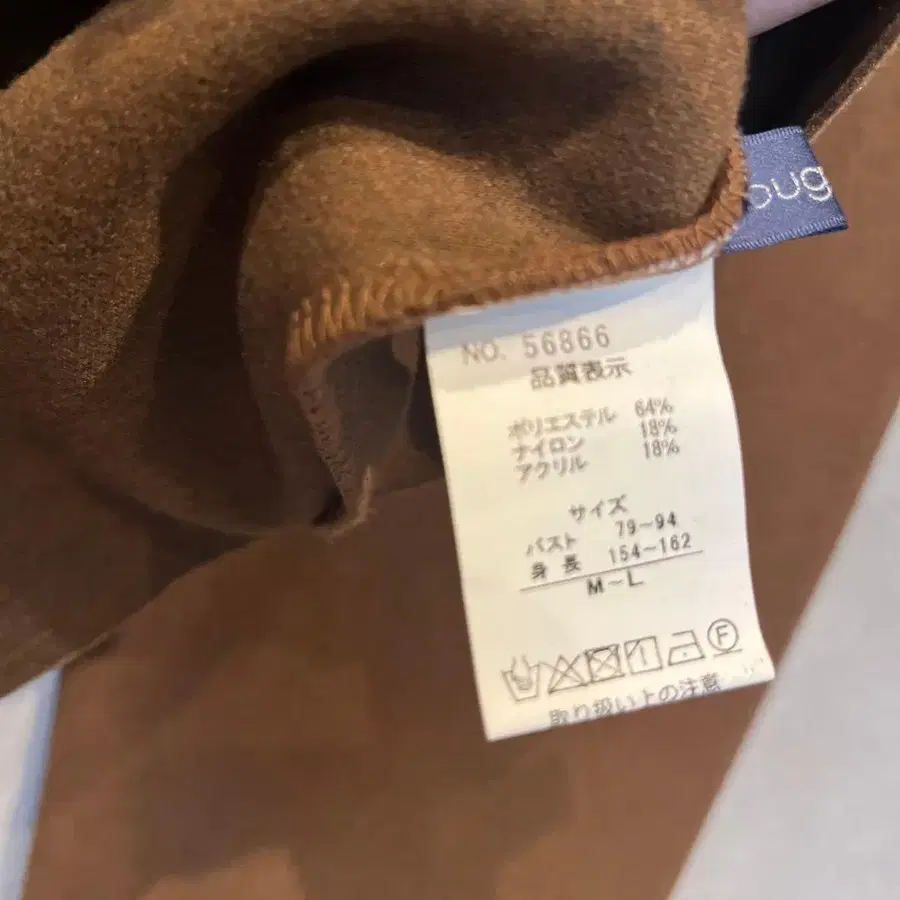 oug
NO. 56866
品質表示
ポリエステル 64%
ナイロン 18%
アクリル 18%
サイズ
バスト 79~94
身長 154~162
M~L
F
取り扱い上の注意